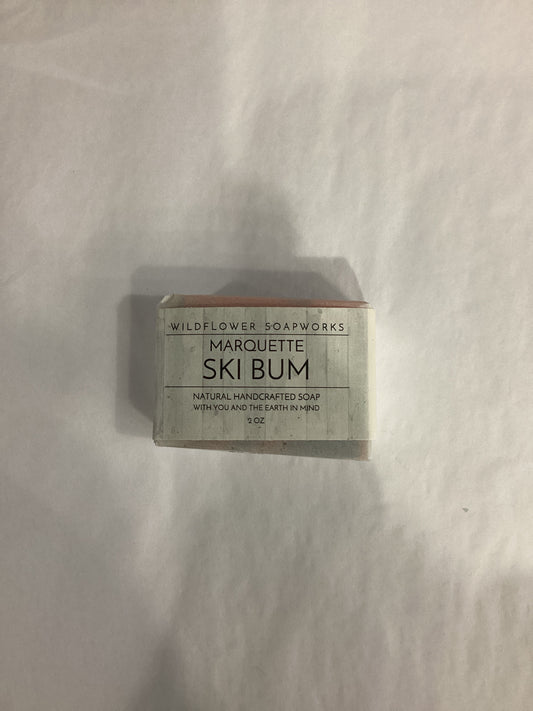 WILDFLOWER SOAPWORKS
MARQUETTE
SKI BUM
NATURAL HANDCRAFTED SOAP
WITH YOU AND THE EARTH IN MIND
2 OZ